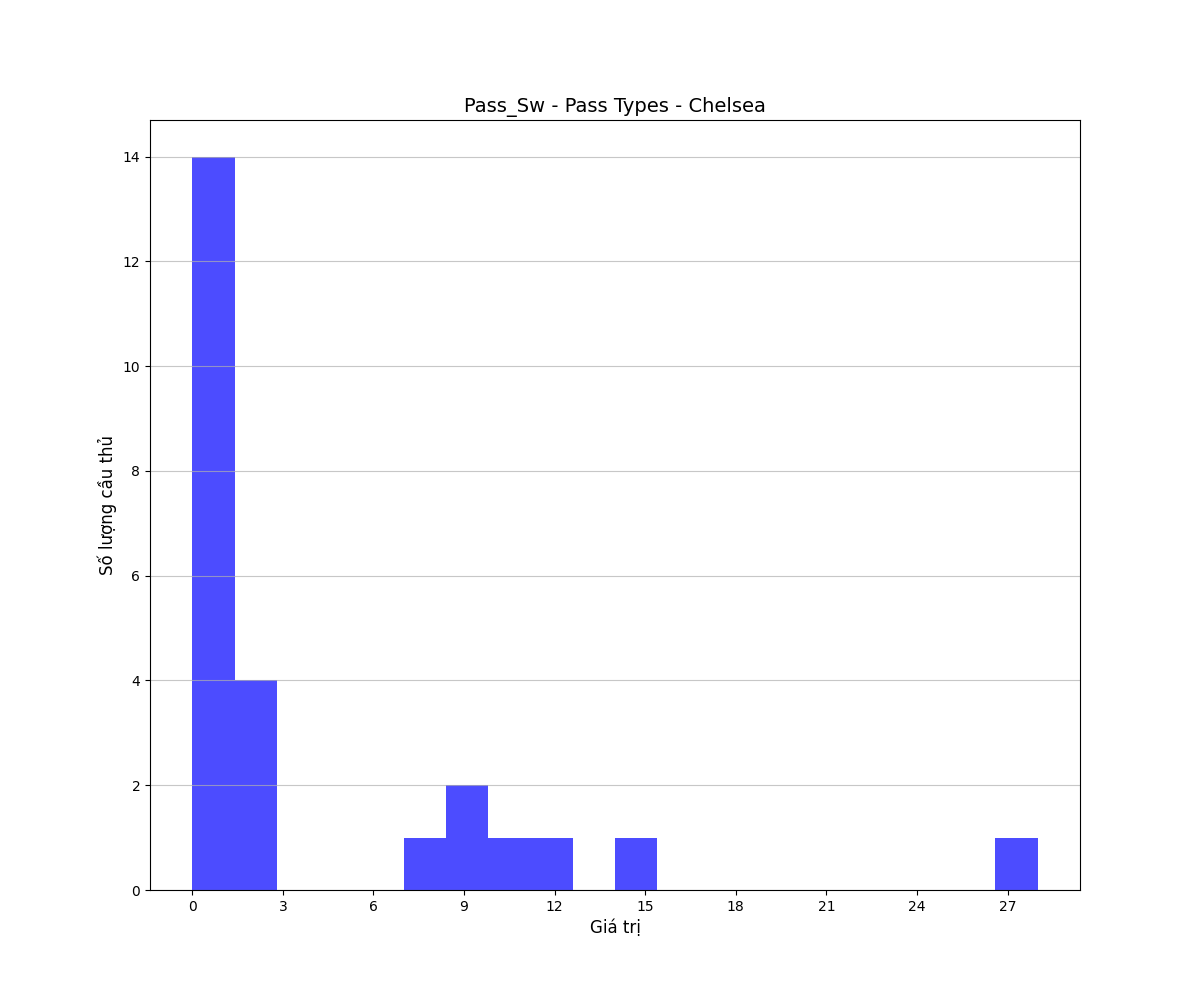 Pass_Sw - Pass Types - Chelsea
14
12
10
8
6
4
2
0
Số lượng cầu thủ
0 3 6 9 12 15 18 21 24 27
Giá trị